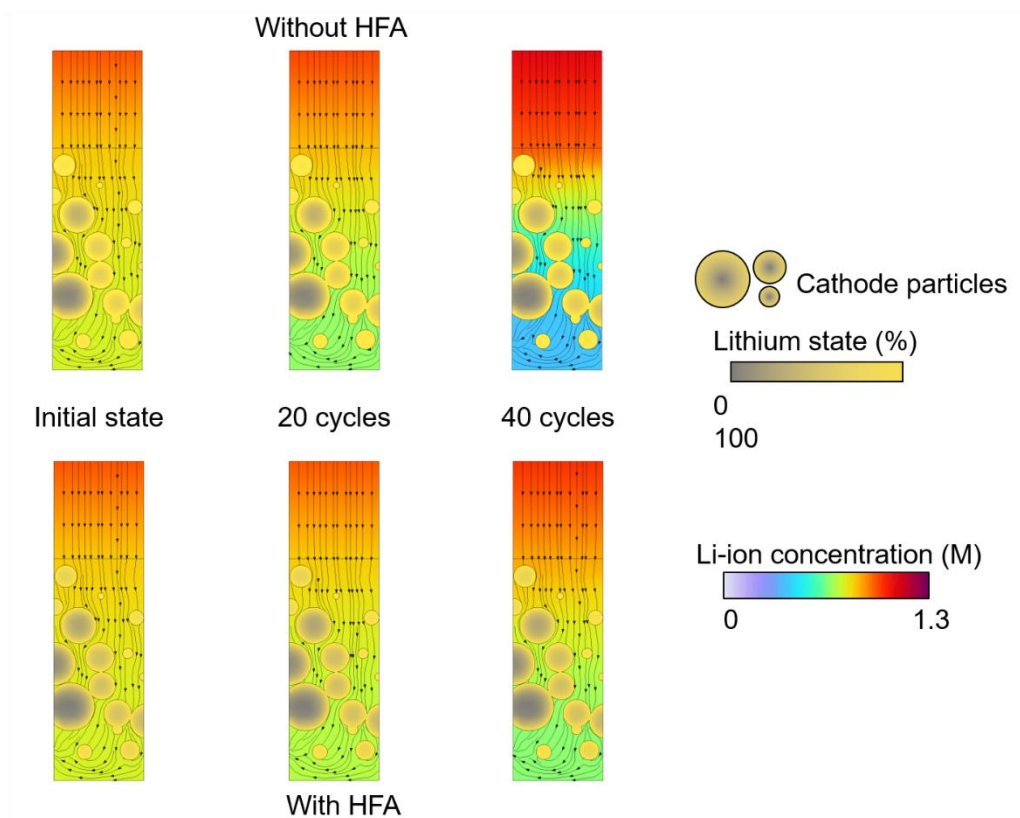 Without HFA
Cathode particles
Lithium state (%)
0
100
Initial state
20 cycles
40 cycles
Li-ion concentration (M)
0
1.3
With HFA